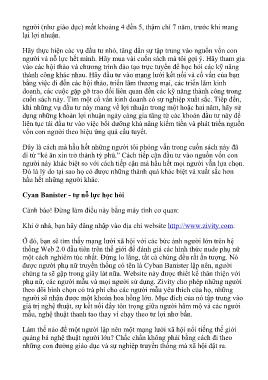 người (như giáo dục) mất khoảng 4 đến 5, thậm chí 7 năm, trước khi mang
lại lợi nhuận.
Hãy thực hiện các vụ đầu tư nhỏ, tăng dần sự tập trung vào nguồn vốn con
người và nỗ lực hết mình. Hãy mua vài cuốn sách mà tôi gợi ý. Hãy tham gia
vào các hội thảo và chương trình đào tạo trực tuyến để học hỏi các kỹ năng
thành công khác nhau. Hãy đầu tư vào mạng lưới kết nối và cố vấn của bạn
bằng việc đi đến các hội thảo, triển lãm thương mại, các triển lãm kinh
doanh, các cuộc gặp gỡ trao đổi liên quan đến các kỹ năng thành công trong
cuốn sách này. Tìm một cố vấn kinh doanh có sự nghiệp xuất sắc. Tiếp đến,
khi những vụ đầu tư này mang về lợi nhuận trong một hoặc hai năm, hãy sử
dụng những khoản lợi nhuận ngày càng gia tăng từ các khoản đầu tư này để
liên tục tái đầu tư vào việc bồi dưỡng khả năng kiếm tiền và phát triển nguồn
vốn con người theo hiệu ứng quả cầu tuyết.
Đây là cách mà hầu hết những người tôi phỏng vấn trong cuốn sách này đã
đi từ “kẻ ăn xin trở thành tỷ phú.” Cách tiếp cận đầu tư vào nguồn vốn con
người này khác biệt so với cách tiếp cận mà hầu hết mọi người vẫn lựa chọn.
Đó là lý do tại sao họ có được những thành quả khác biệt và xuất sắc hơn
hầu hết những người khác.
Cyan Banister - tự nỗ lực học hỏi
Cảnh báo! Đừng làm điều này bằng máy tính cơ quan:
Khi ở nhà, bạn hãy đăng nhập vào địa chỉ website http://www.zivity.com.
Ở đó, bạn sẽ tìm thấy mạng lưới xã hội với các bức ảnh người lớn trên hệ
thống Web 2.0 đầu tiên trên thế giới để đánh giá các hình thức nude phụ nữ
một cách nghiêm túc nhất. Đừng lo lắng, tất cả chúng đều rất ấn tượng. Nó
được người phụ nữ truyền thống có tên là Cyban Banister lập nên, người
chúng ta sẽ gặp trong giây lát nữa. Website này được thiết kế thân thiện với
phụ nữ, các người mẫu và mọi người sử dụng. Zivity cho phép những người
theo dõi bình chọn có trả phí cho các người mẫu yêu thích của họ, những
người sẽ nhận được một khoản hoa hồng lớn. Mục đích của nó tập trung vào
giá trị nghệ thuật, sự kết nối đầy tôn trọng giữa người hâm mộ và các người
mẫu, nghệ thuật thanh tao thay vì chạy theo tư lợi nhơ bẩn.
Làm thế nào để một người lập nên một mạng lưới xã hội nổi tiếng thế giới
quảng bá nghệ thuật người lớn? Chắc chắn không phải bằng cách đi theo
những con đường giáo dục và sự nghiệp truyền thống mà xã hội đặt ra.